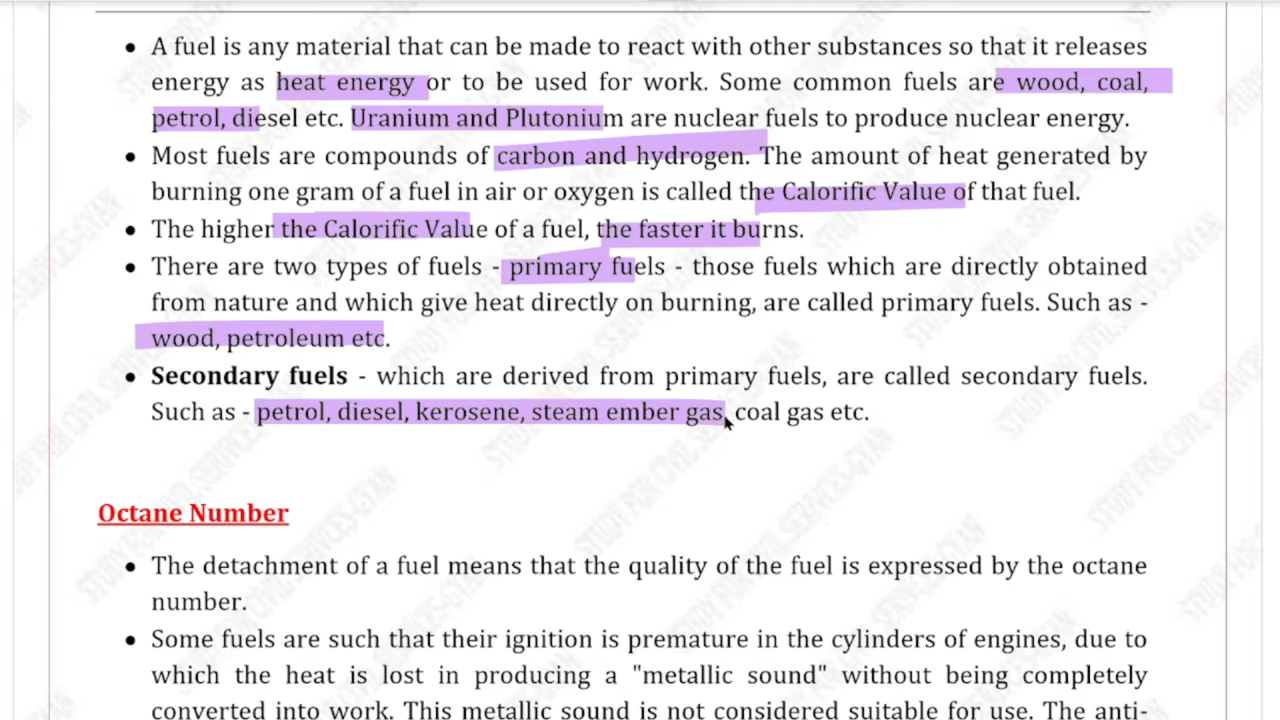 • A fuel is any material that can be made to react with other substances so that it releases
energy as heat energy or to be used for work. Some common fuels are wood, coal,
petrol, diesel etc. Uranium and Plutonium are nuclear fuels to produce nuclear energy.
• Most fuels are compounds of carbon and hydrogen. The amount of heat generated by
burning one gram of a fuel in air or oxygen is called the Calorific Value of that fuel.
• The higher the Calorific Value of a fuel, the faster it burns.
• There are two types of fuels - primary fuels - those fuels which are directly obtained
from nature and which give heat directly on burning, are called primary fuels. Such as -
wood, petroleum etc.
• Secondary fuels - which are derived from primary fuels, are called secondary fuels.
Such as - petrol, diesel, kerosene, steam ember gas, coal gas etc.
Octane Number
• The detachment of a fuel means that the quality of the fuel is expressed by the octane
number.
• Some fuels are such that their ignition is premature in the cylinders of engines, due to
which the heat is lost in producing a "metallic sound" without being completely
converted into work. This metallic sound is not considered suitable for use. The anti-